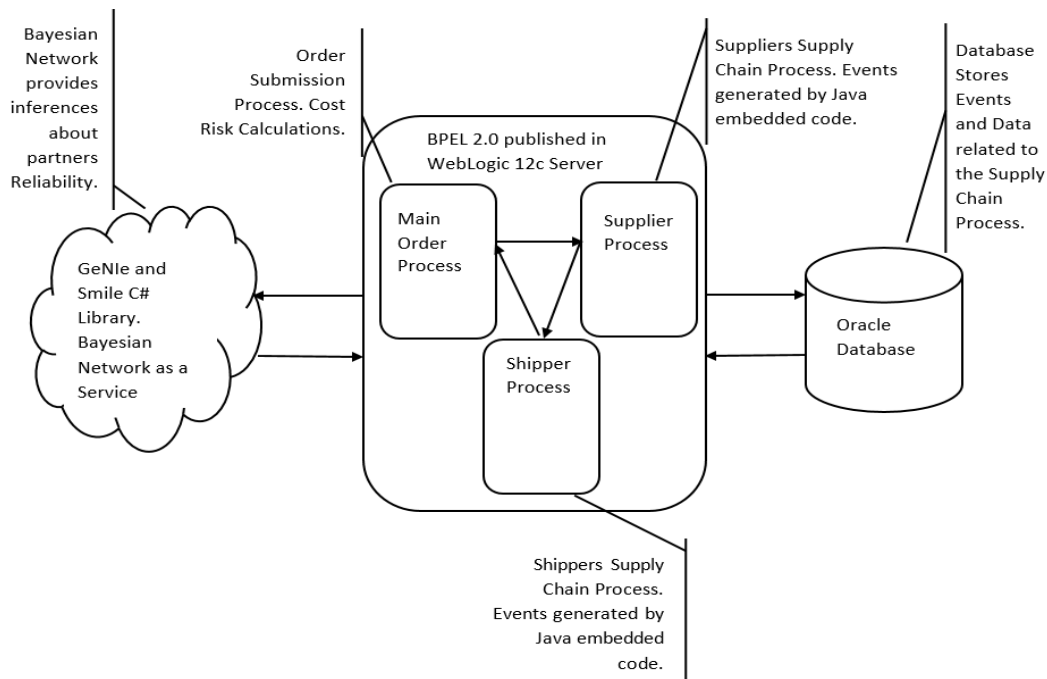 Bayesian
Network
provides
inferences
about
partners
Reliability.
Order
Submission
Process. Cost
Risk Calculations.
Suppliers Supply
Chain Process. Events
generated by Java
embedded code.
Database
Stores
Events
and Data
related to
the Supply
Chain
Process.
BPEL 2.0 published in
WebLogic 12c Server
Main
Order
Process
Supplier
Process
Shipper
Process
GeNIe and
Smile C#
Library.
Bayesian
Network as a
Service
Oracle
Database
Shippers Supply
Chain Process.
Events generated by
Java embedded
code.